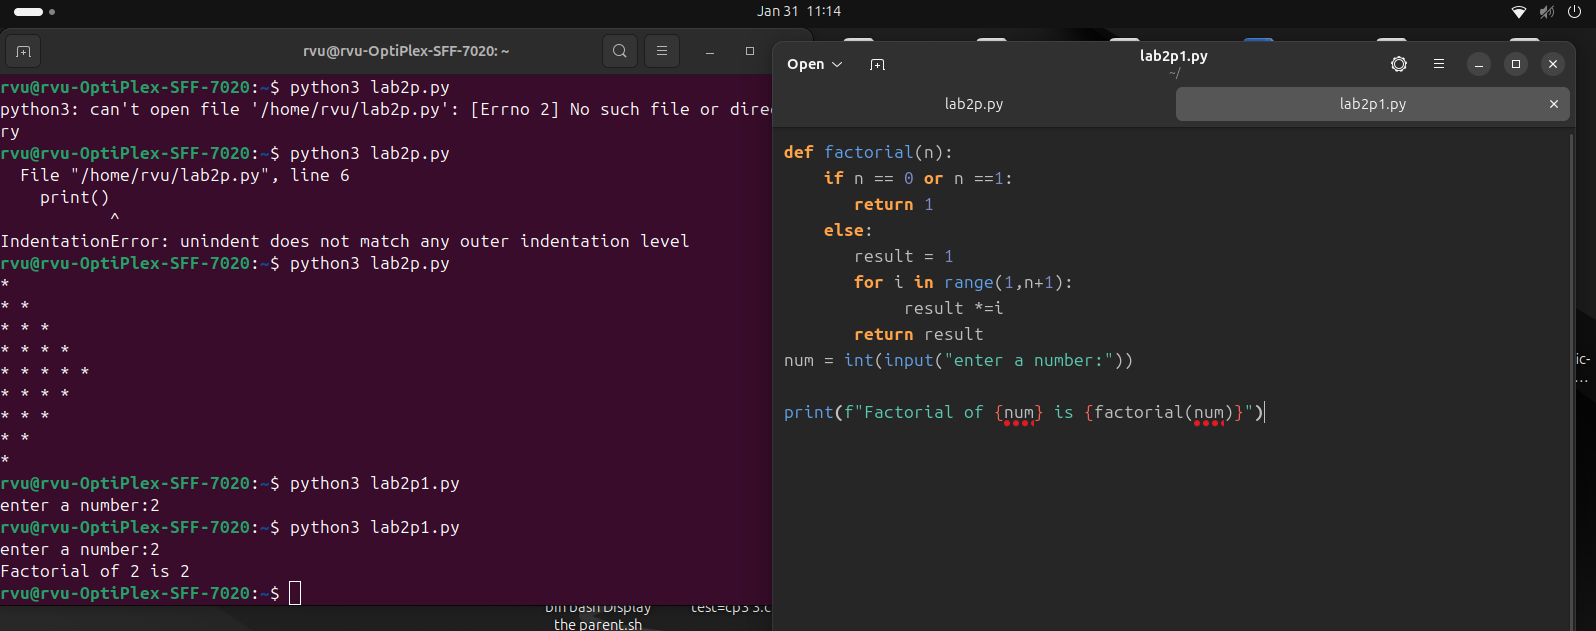 Jan 31 11:14
rvu@rvu-OptiPlex-SFF-7020: ~
rvu@rvu-OptiPlex-SFF-7020:~$ python3 lab2p.py
python3: can't open file '/home/rvu/lab2p.py': [Errno 2] No such file or dire
ry
rvu@rvu-OptiPlex-SFF-7020:~$ python3 lab2p.py
  File "/home/rvu/lab2p.py", line 6
    print()
           ^
IndentationError: unindent does not match any outer indentation level
rvu@rvu-OptiPlex-SFF-7020:~$ python3 lab2p.py
*
* *
* * *
* * * *
* * * * *
* * * *
* * *
* *
*
rvu@rvu-OptiPlex-SFF-7020:~$ python3 lab2p1.py
enter a number:2
rvu@rvu-OptiPlex-SFF-7020:~$ python3 lab2p1.py
enter a number:2
Factorial of 2 is 2
rvu@rvu-OptiPlex-SFF-7020:~$
Open
lab2p1.py
~/
lab2p.py
lab2p1.py
def factorial(n):
    if n == 0 or n ==1:
       return 1
    else:
       result = 1
       for i in range(1,n+1):
            result *=i
       return result
num = int(input("enter a number:"))
print(f"Factorial of {num} is {factorial(num)}")
ic-
...
bin bash Display
the parent.sh
test=cp3 3.c